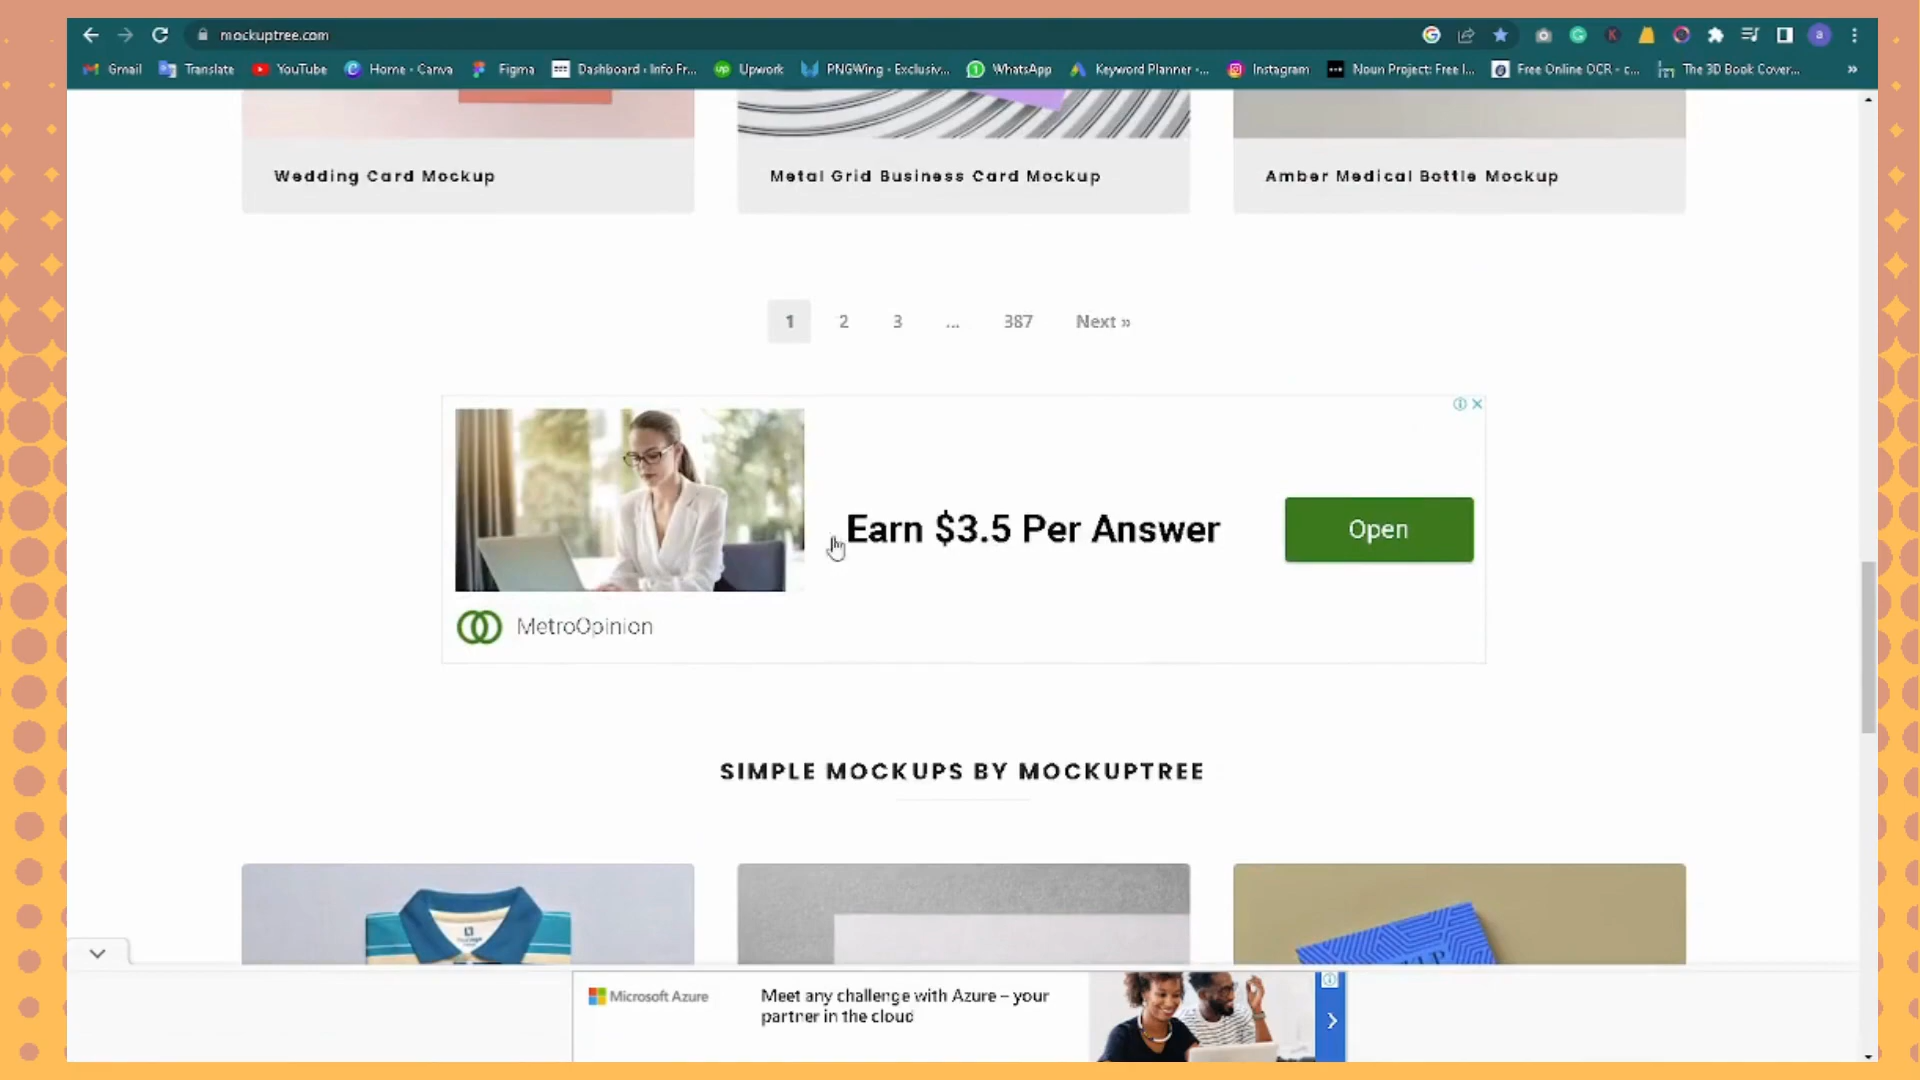 mockuptree.com
a
Gmail Translate YouTube Home - Canva Figma Dashboard ‹ Info Fr... Upwork PNGWing - Exclusiv... WhatsApp Keyword Planner -... Instagram Noun Project: Free I... Free Online OCR - c... The 3D Book Cover... »
Wedding Card Mockup
Metal Grid Business Card Mockup
Amber Medical Bottle Mockup
1 2 3 ... 387 Next »
Earn $3.5 Per Answer
Open
MetroOpinion
SIMPLE MOCKUPS BY MOCKUPTREE
Microsoft Azure
Meet any challenge with Azure – your
partner in the cloud